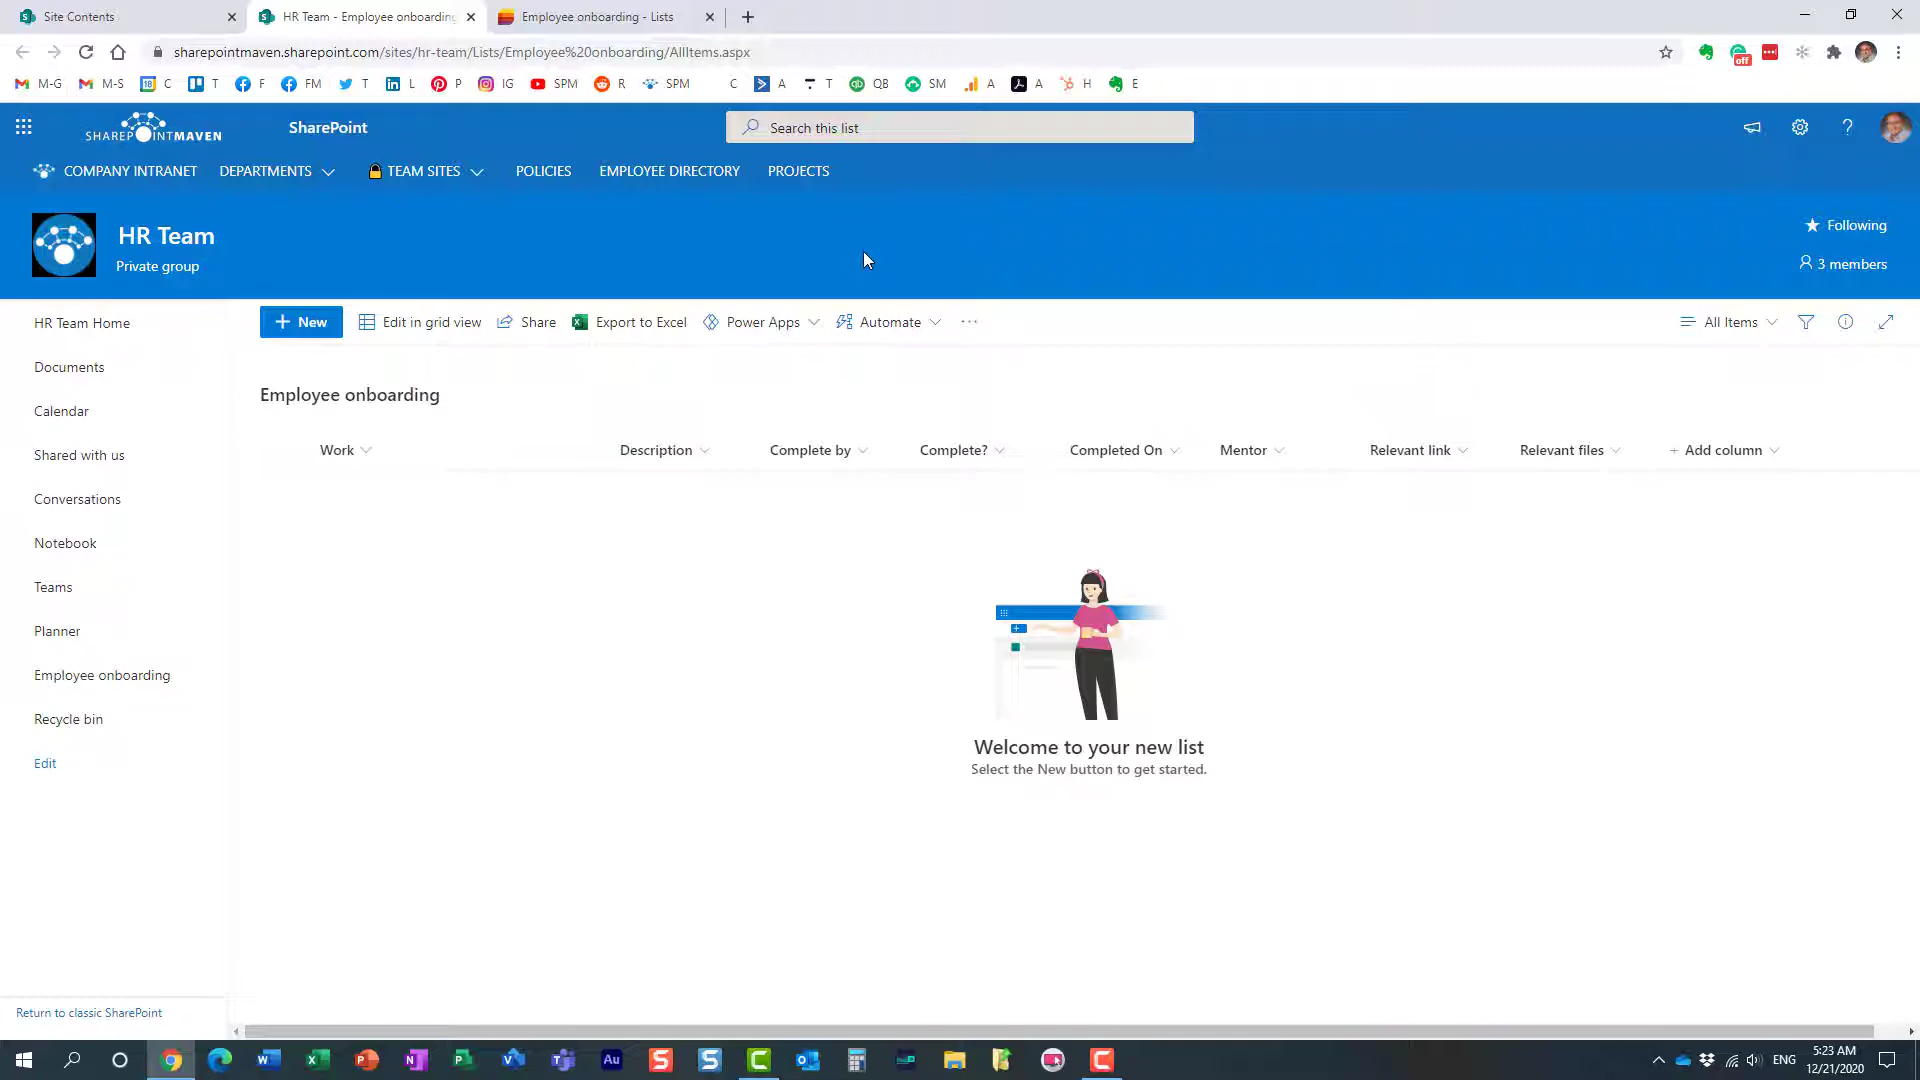 Site Contents
HR Team - Employee onboarding
Employee onboarding - Lists
sharepointmaven.sharepoint.com/sites/hr-team/Lists/Employee%20onboarding/AllItems.aspx
off
M-G M-S C T F FM T L P IG SPM R SPM C A T QB SM A A H E
SHAREPOINTMAVEN
SharePoint
Search this list
COMPANY INTRANET DEPARTMENTS TEAM SITES POLICIES EMPLOYEE DIRECTORY PROJECTS
HR Team
Private group
Following
3 members
+ New Edit in grid view Share Export to Excel Power Apps Automate ... All Items
HR Team Home
Documents
Calendar
Shared with us
Conversations
Notebook
Teams
Planner
Employee onboarding
Recycle bin
Edit
Return to classic SharePoint
Employee onboarding
Work Description Complete by Complete? Completed On Mentor Relevant link Relevant files + Add column
Welcome to your new list
Select the New button to get started.
ENG
5:23 AM
12/21/2020